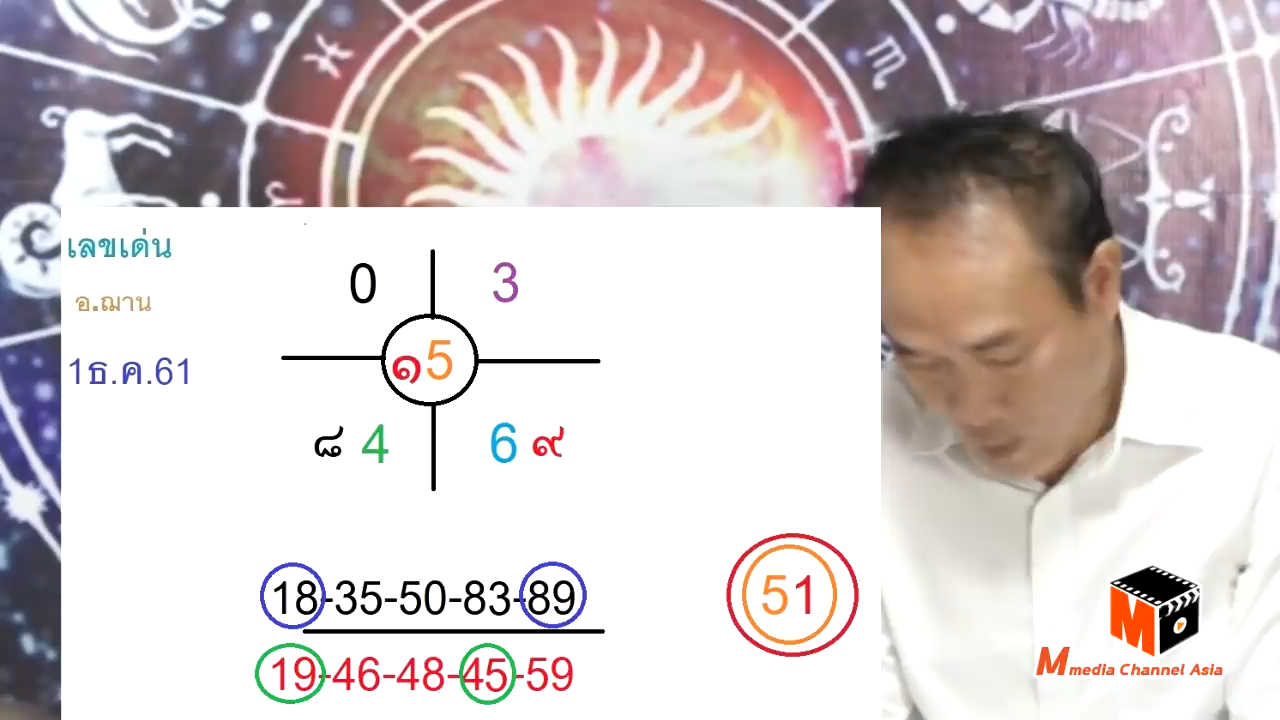 เลขเด่น
อ.ฌาน
1ธ.ค.61
0 3
๑5
๘ 4 6 ๙
18-35-50-83-89
19-46-48-45-59
51
M
Mmedia Channel Asia